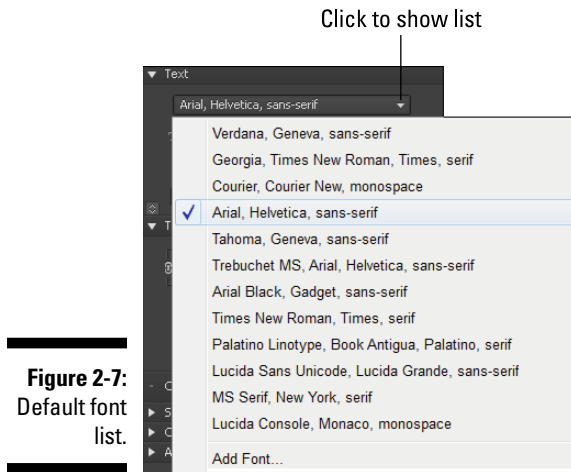 Click to show list
Text
Arial, Helvetica, sans-serif
Verdana, Geneva, sans-serif
Georgia, Times New Roman, Times, serif
Courier, Courier New, monospace
Arial, Helvetica, sans-serif
Tahoma, Geneva, sans-serif
Trebuchet MS, Arial, Helvetica, sans-serif
Arial Black, Gadget, sans-serif
Times New Roman, Times, serif
Palatino Linotype, Book Antigua, Palatino, serif
Lucida Sans Unicode, Lucida Grande, sans-serif
MS Serif, New York, serif
Lucida Console, Monaco, monospace
Add Font...
Figure 2-7:
Default font
list.